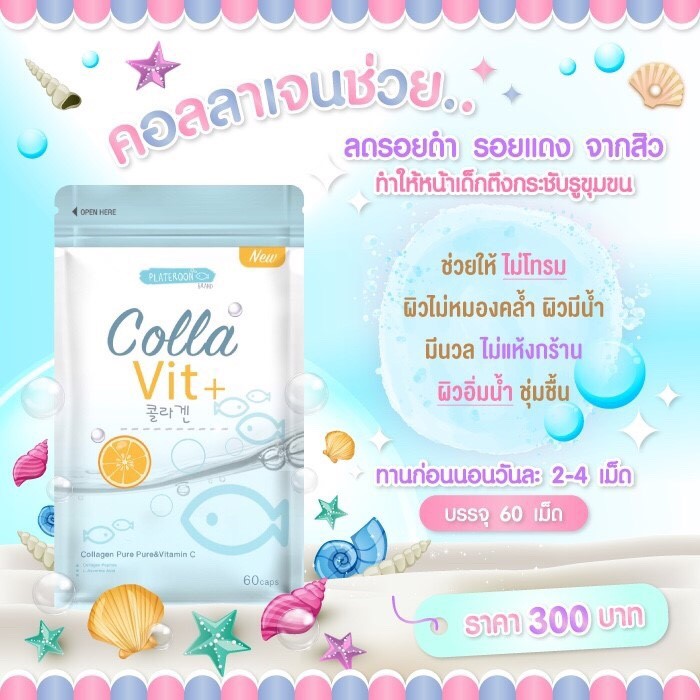 คอลลาเจนช่วย..
ลดรอยดำ รอยแดง จากสิว
ทำให้หน้าเด็กตึงกระชับรูขุมขน
OPEN HERE
New
PLATEROON
BRAND
Colla
Vit+
콜라겐
ช่วยให้ ไม่โทรม
ผิวไม่หมองคล้ำ ผิวมีน้ำ
มีนวล ไม่แห้งกร้าน
ผิวอิ่มน้ำ ชุ่มชื้น
ทานก่อนนอนวันละ 2-4 เม็ด
บรรจุ 60 เม็ด
Collagen Pure Pure&Vitamin C
60caps
ราคา 300 บาท